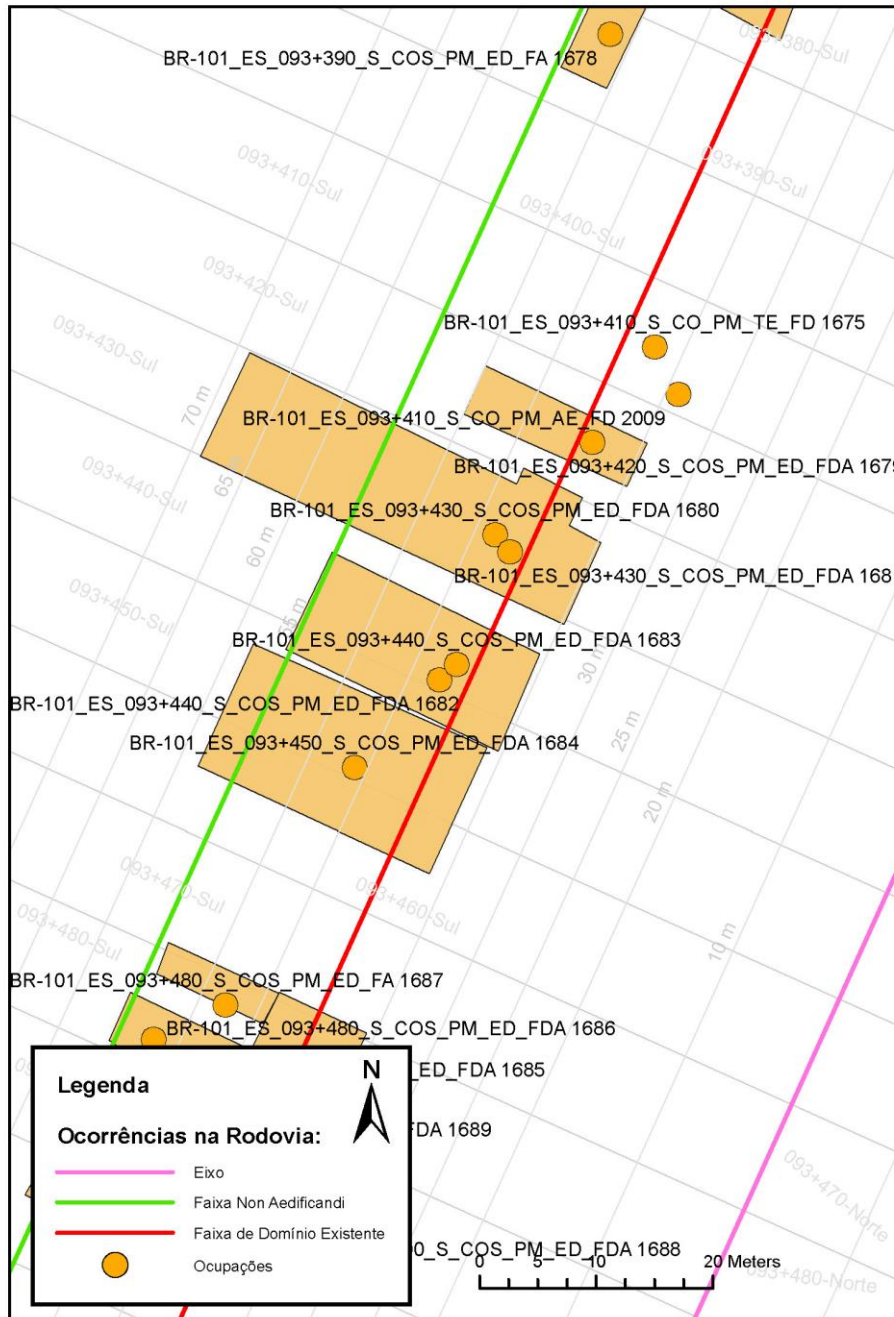 093+380-Sul
BR-101_ES_093+390_S_COS_PM_ED_FA 1678
093+390-Sul
093+410-Sul
093+400-Sul
093+420-Sul
BR-101_ES_093+410_S_CO_PM_TE_FD 1675
093+430-Sul
70 m
BR-101_ES_093+410_S_CO_PM_AE_FD 2009
BR-101_ES_093+420_S_COS_PM_ED_FDA 1679
093+440-Sul
65
BR-101_ES_093+430_S_COS_PM_ED_FDA 1680
60 m
BR-101_ES_093+430_S_COS_PM_ED_FDA 168
093+450-Sul
55 m
BR-101_ES_093+440_S_COS_PM_ED_FDA 1683
30 m
BR-101_ES_093+440_S_COS_PM_ED_FDA 1682
25 m
BR-101_ES_093+450_S_COS_PM_ED_FDA 1684
20 m
093+470-Sul
093+460-Sul
093+480-Sul
10 m
BR-101_ES_093+480_S_COS_PM_ED_FA 1687
BR-101_ES_093+480_S_COS_PM_ED_FDA 1686
_ED_FDA 1685
FDA 1689
093+470-Norte
0_S_COS_PM_ED_FDA 1688
093+480-Norte
Legenda
N
Ocorrências na Rodovia:
Eixo
Faixa Non Aedificandi
Faixa de Domínio Existente
Ocupações
0 5 10 20 Meters